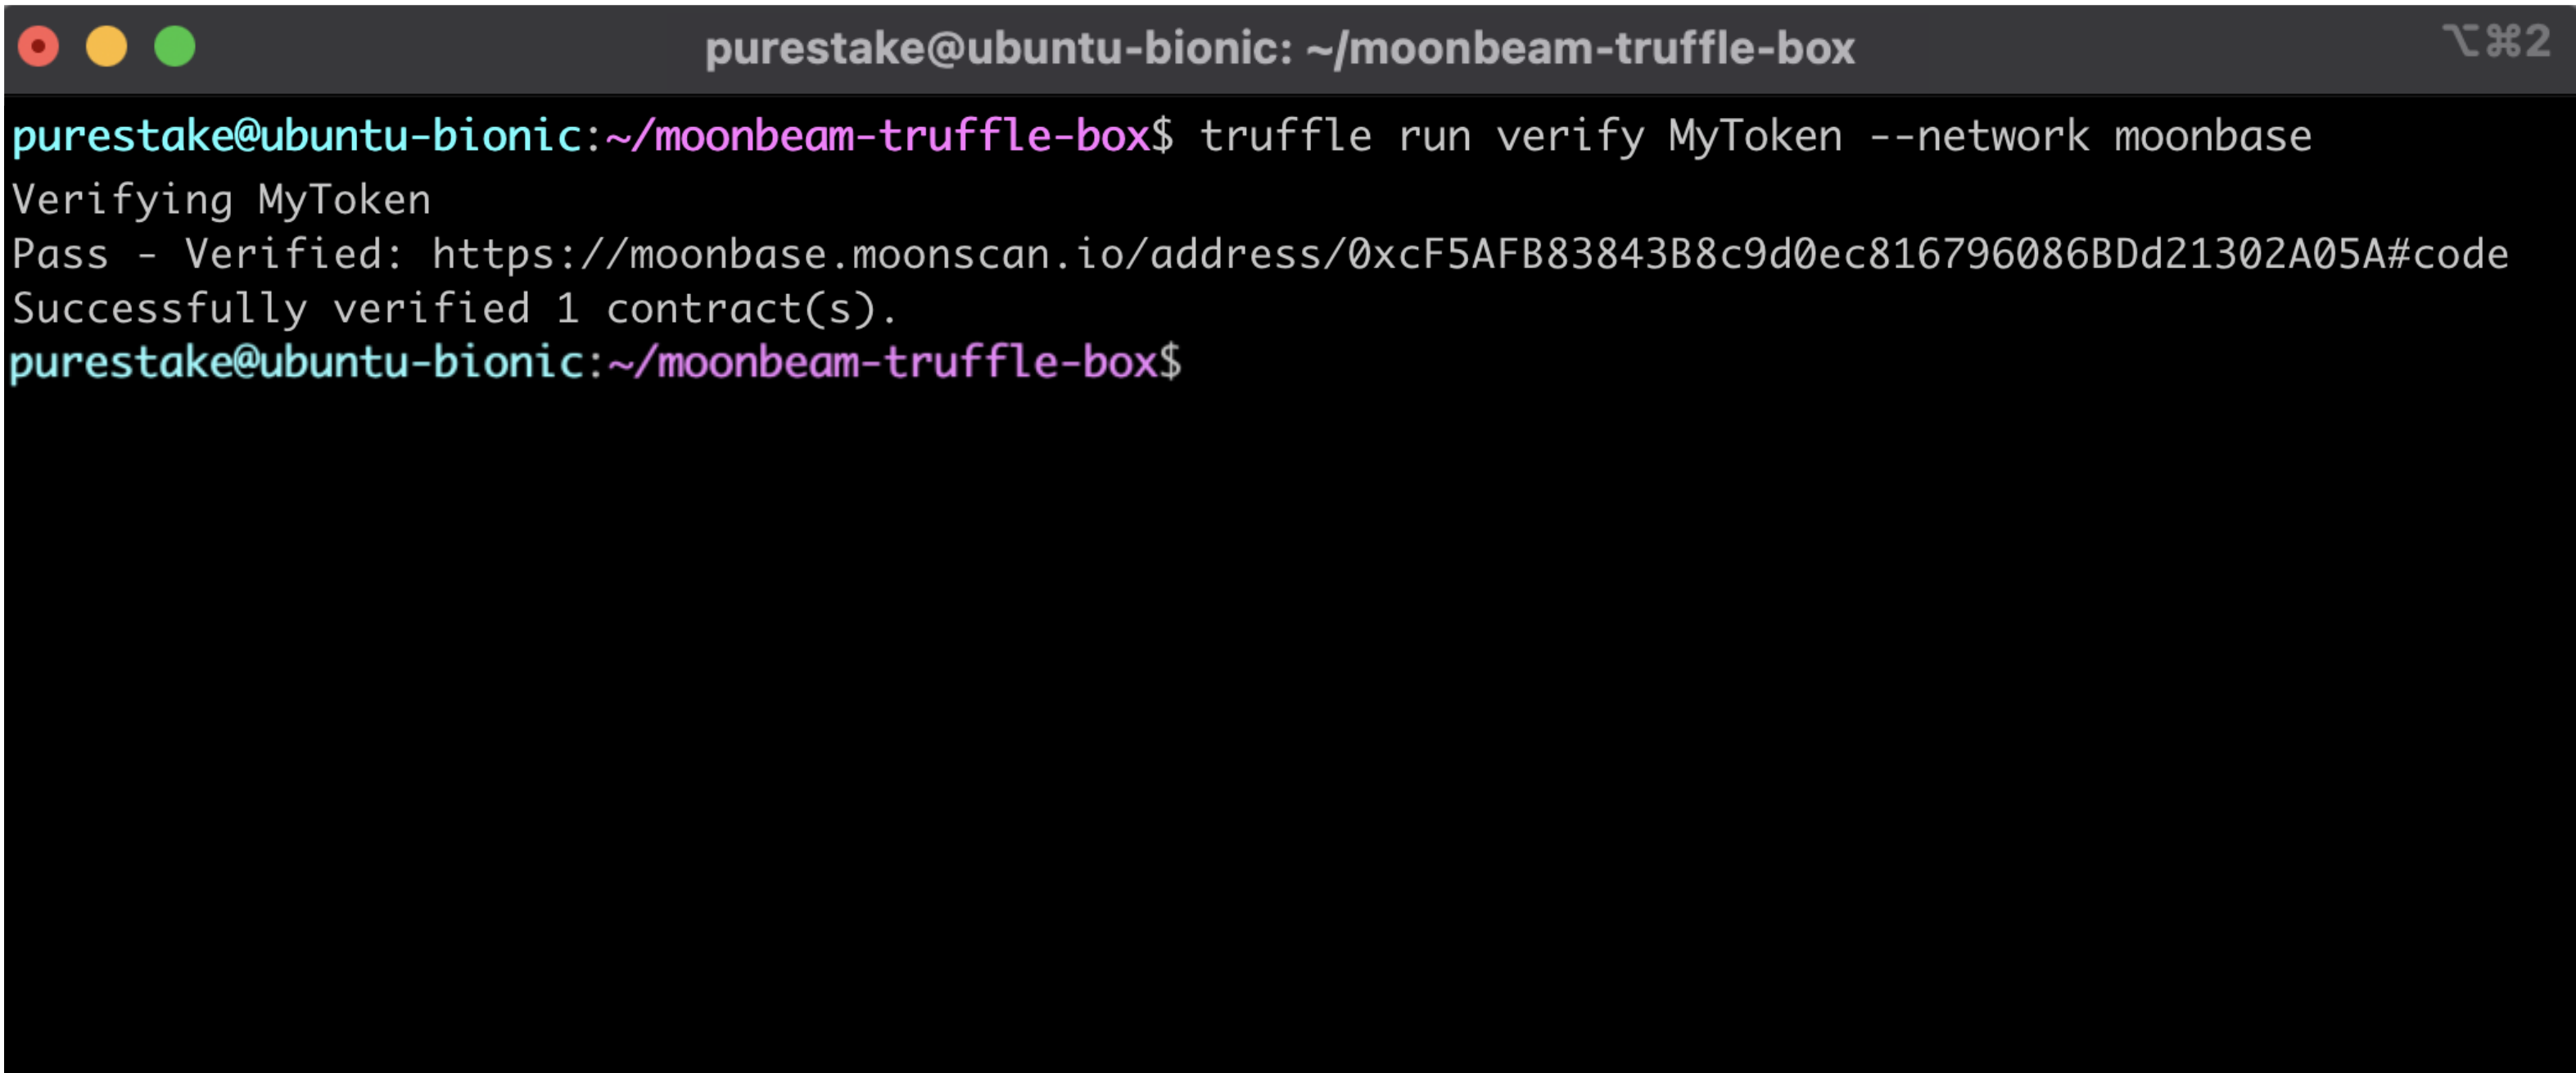 purestake@ubuntu-bionic: ~/moonbeam-truffle-box
⌥⌘2
purestake@ubuntu-bionic:~/moonbeam-truffle-box$ truffle run verify MyToken --network moonbase
Verifying MyToken
Pass - Verified: https://moonbase.moonscan.io/address/0xcF5AFB83843B8c9d0ec816796086BDd21302A05A#code
Successfully verified 1 contract(s).
purestake@ubuntu-bionic:~/moonbeam-truffle-box$